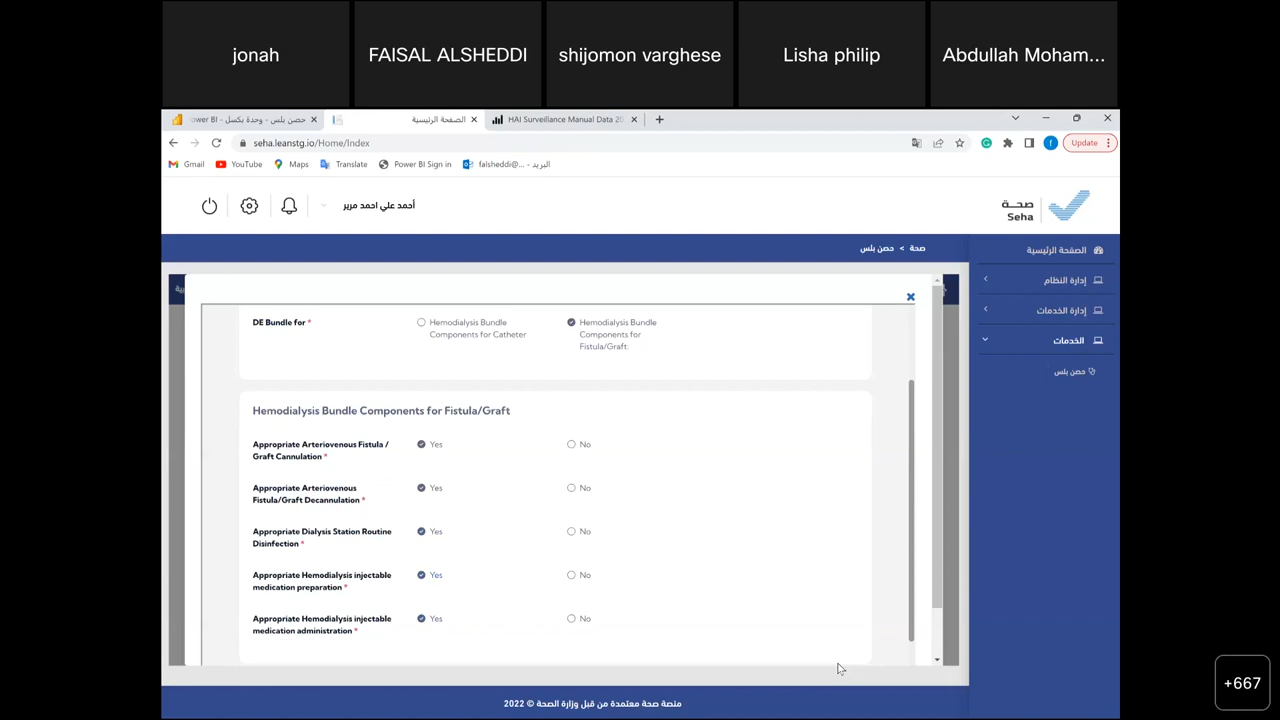 jonah
FAISAL ALSHEDDI
shijomon varghese
Lisha philip
Abdullah Moham...
حصن بلس - وحدة بكسل - ower BI
الصفحة الرئيسية
HAI Surveillance Manual Data 20
seha.leanstg.io/Home/Index
Update
Gmail
YouTube
Maps
Translate
Power BI Sign in
البريد - ...falsheddi@
أحمد علي احمد مرير
صحة
Seha
صحة > حصن بلس
الصفحة الرئيسية
إدارة النظام
إدارة الخدمات
الخدمات
حصن بلس
DE Bundle for *
Hemodialysis Bundle
Components for Catheter
Hemodialysis Bundle
Components for
Fistula/Graft:
Hemodialysis Bundle Components for Fistula/Graft
Appropriate Arteriovenous Fistula /
Graft Cannulation *
Yes
No
Appropriate Arteriovenous
Fistula/Graft Decannulation *
Yes
No
Appropriate Dialysis Station Routine
Disinfection *
Yes
No
Appropriate Hemodialysis injectable
medication preparation *
Yes
No
Appropriate Hemodialysis injectable
medication administration *
Yes
No
منصة صحة معتمدة من قبل وزارة الصحة © 2022
+667